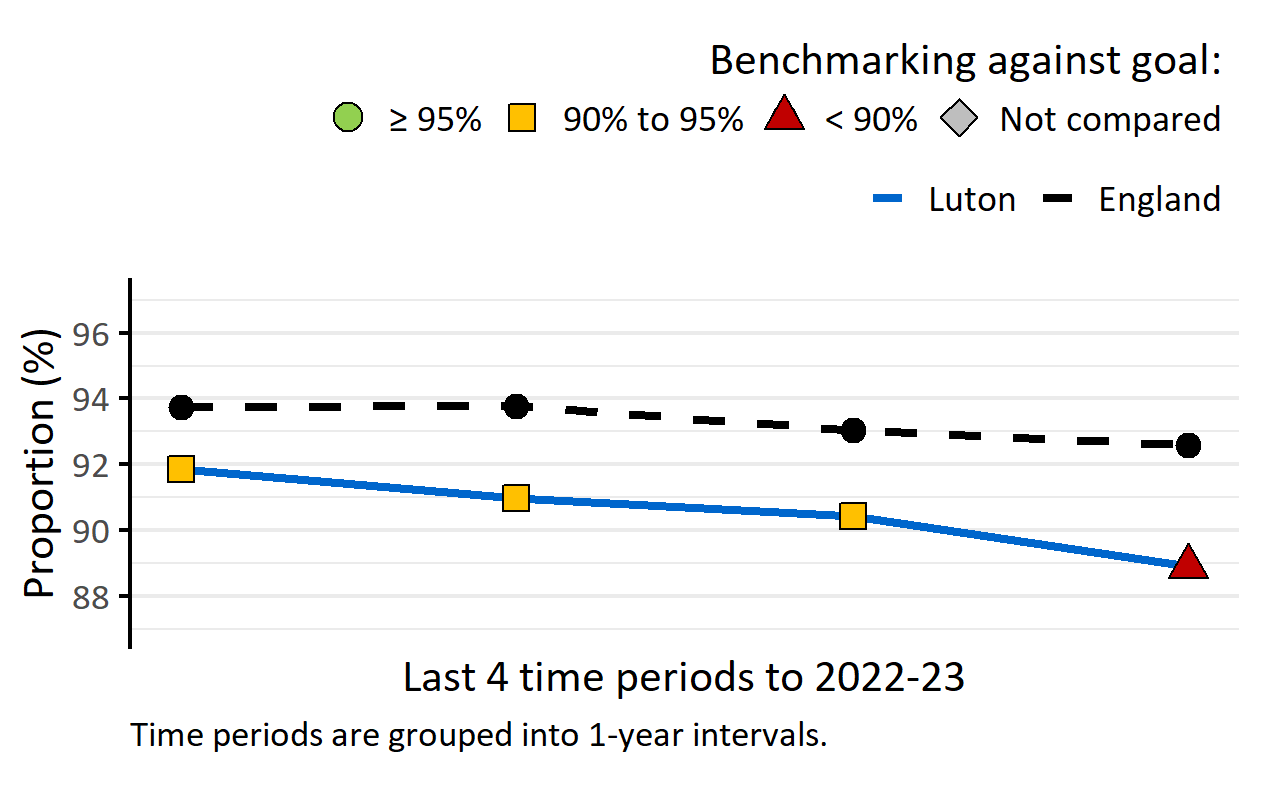 Benchmarking against goal:
≥ 95% 90% to 95% < 90% Not compared
Luton England
Proportion (%)
96
94
92
90
88
Last 4 time periods to 2022-23
Time periods are grouped into 1-year intervals.